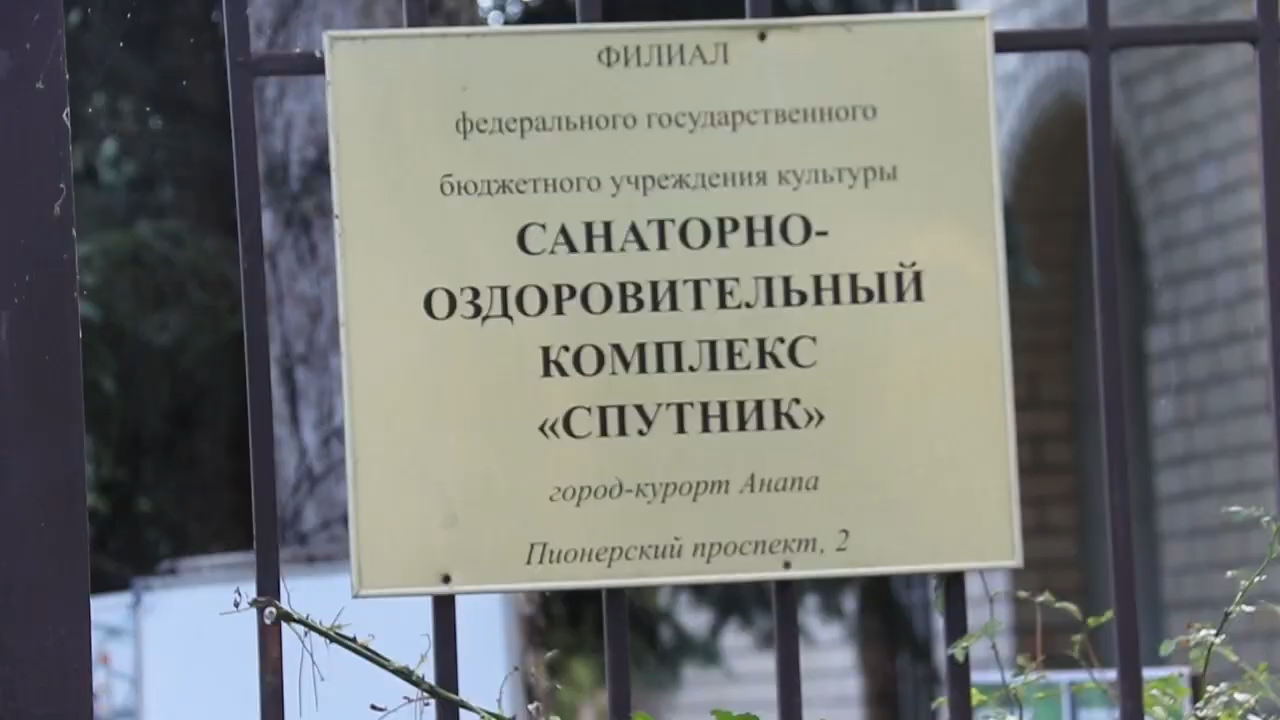 ФИЛИАЛ
федерального государственного
бюджетного учреждения культуры
САНАТОРНО-
ОЗДОРОВИТЕЛЬНЫЙ
КОМПЛЕКС
«СПУТНИК»
город-курорт Анапа
Пионерский проспект, 2